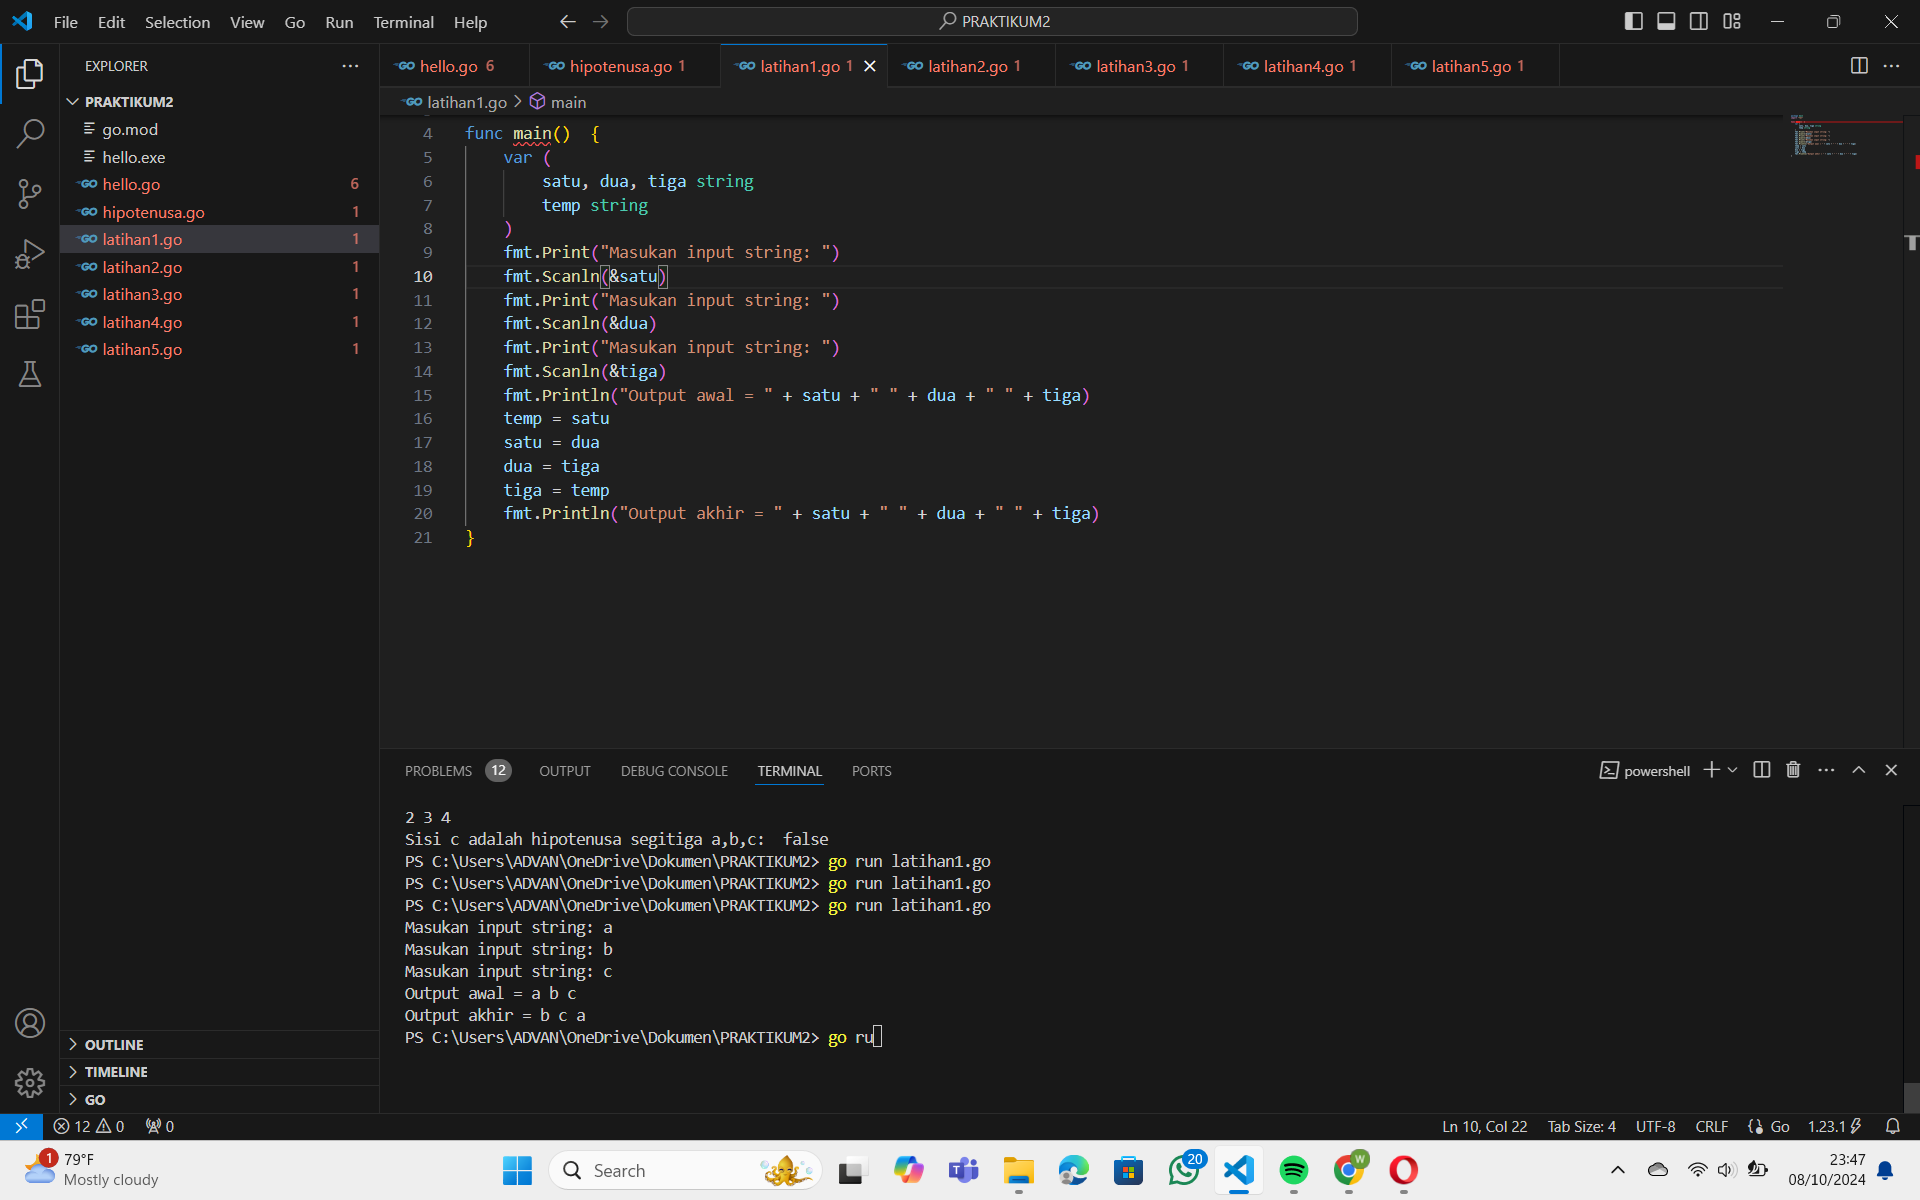 File Edit Selection View Go Run Terminal Help
PRAKTIKUM2
EXPLORER
PRAKTIKUM2
go.mod
hello.exe
hello.go 6
hipotenusa.go 1
latihan1.go 1
latihan2.go 1
latihan3.go 1
latihan4.go 1
latihan5.go 1
OUTLINE
TIMELINE
GO
hello.go 6 hipotenusa.go 1 latihan1.go 1 latihan2.go 1 latihan3.go 1 latihan4.go 1 latihan5.go 1
latihan1.go > main
4 func main()  {
5 var (
6 satu, dua, tiga string
7 temp string
8 )
9 fmt.Print("Masukan input string: ")
10 fmt.Scanln(&satu)
11 fmt.Print("Masukan input string: ")
12 fmt.Scanln(&dua)
13 fmt.Print("Masukan input string: ")
14 fmt.Scanln(&tiga)
15 fmt.Println("Output awal = " + satu + " " + dua + " " + tiga)
16 temp = satu
17 satu = dua
18 dua = tiga
19 tiga = temp
20 fmt.Println("Output akhir = " + satu + " " + dua + " " + tiga)
21 }
PROBLEMS 12 OUTPUT DEBUG CONSOLE TERMINAL PORTS powershell
2 3 4
Sisi c adalah hipotenusa segitiga a,b,c:  false
PS C:\Users\ADVAN\OneDrive\Dokumen\PRAKTIKUM2> go run latihan1.go
PS C:\Users\ADVAN\OneDrive\Dokumen\PRAKTIKUM2> go run latihan1.go
PS C:\Users\ADVAN\OneDrive\Dokumen\PRAKTIKUM2> go run latihan1.go
Masukan input string: a
Masukan input string: b
Masukan input string: c
Output awal = a b c
Output akhir = b c a
PS C:\Users\ADVAN\OneDrive\Dokumen\PRAKTIKUM2> go ru
12 0 0 Ln 10, Col 22 Tab Size: 4 UTF-8 CRLF Go 1.23.1
1
79°F
Mostly cloudy
Search
20
W
23:47
08/10/2024